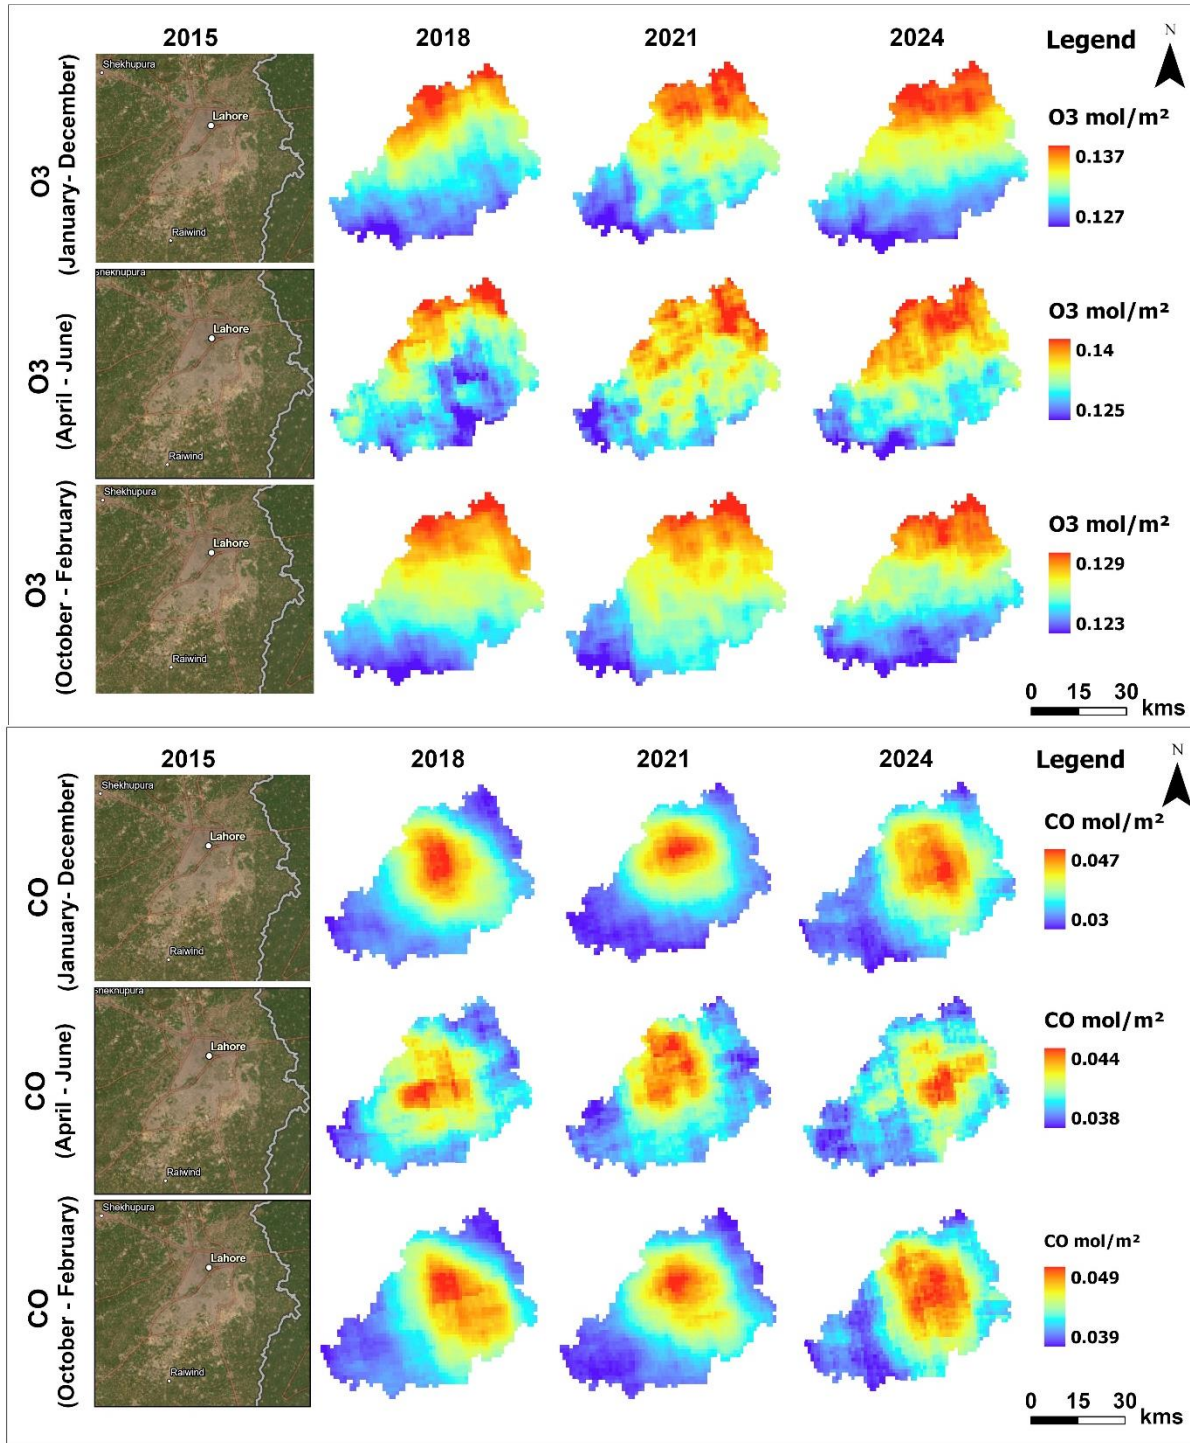 2015 2018 2021 2024 Legend N
O3
(January- December)
Shekhupura
Lahore
Raiwind
O3 mol/m²
0.137
0.127
O3
(April - June)
Shekhupura
Lahore
Raiwind
O3 mol/m²
0.14
0.125
O3
(October - February)
Shekhupura
Lahore
Raiwind
O3 mol/m²
0.129
0.123
0 15 30
kms
2015 2018 2021 2024 Legend N
CO
(January- December)
Shekhupura
Lahore
Raiwind
CO mol/m²
0.047
0.03
CO
(April - June)
Shekhupura
Lahore
Raiwind
CO mol/m²
0.044
0.038
CO
(October - February)
Shekhupura
Lahore
Raiwind
CO mol/m²
0.049
0.039
0 15 30
kms